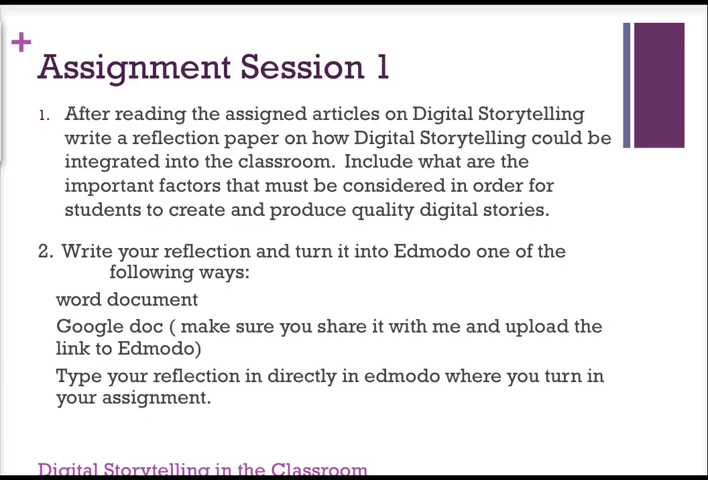 +
Assignment Session 1
1. After reading the assigned articles on Digital Storytelling
write a reflection paper on how Digital Storytelling could be
integrated into the classroom. Include what are the
important factors that must be considered in order for
students to create and produce quality digital stories.
2. Write your reflection and turn it into Edmodo one of the
following ways:
word document
Google doc ( make sure you share it with me and upload the
link to Edmodo)
Type your reflection in directly in edmodo where you turn in
your assignment.
Digital Storytelling in the Classroom